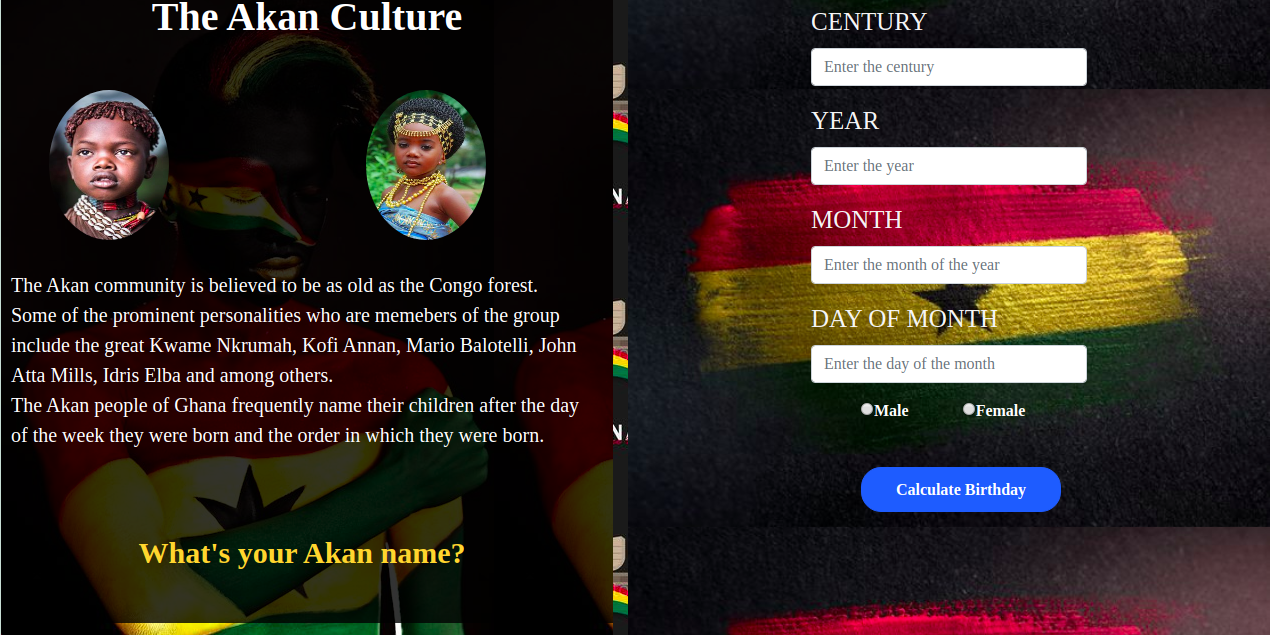 The Akan Culture
The Akan community is believed to be as old as the Congo forest.
Some of the prominent personalities who are memebers of the group
include the great Kwame Nkrumah, Kofi Annan, Mario Balotelli, John
Atta Mills, Idris Elba and among others.
The Akan people of Ghana frequently name their children after the day
of the week they were born and the order in which they were born.
What's your Akan name?
CENTURY
Enter the century
YEAR
Enter the year
MONTH
Enter the month of the year
DAY OF MONTH
Enter the day of the month
Male Female
Calculate Birthday